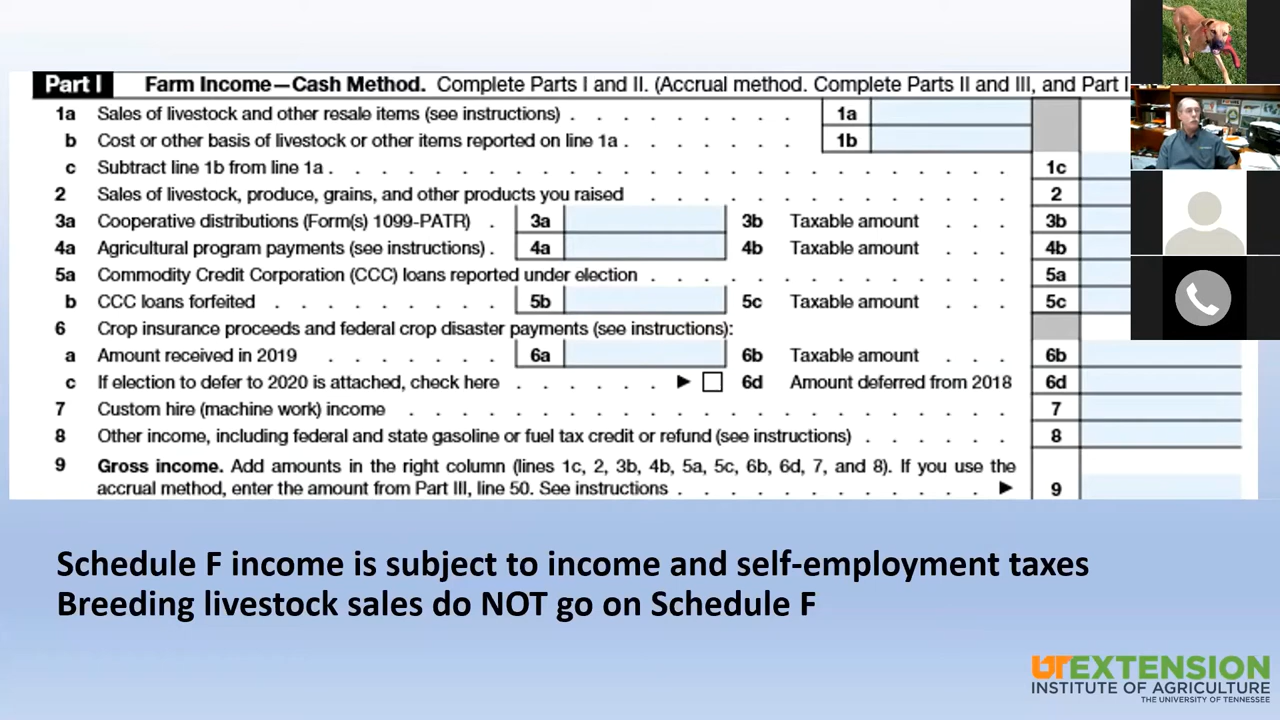 Part I Farm Income—Cash Method. Complete Parts I and II. (Accrual method. Complete Parts II and III, and Part I
1a Sales of livestock and other resale items (see instructions) . . . . . . . . . 1a
b Cost or other basis of livestock or other items reported on line 1a . . . . . . . 1b
c Subtract line 1b from line 1a . . . . . . . . . . . . . . . . . . . . . . . 1c
2 Sales of livestock, produce, grains, and other products you raised . . . . . . . . . . . 2
3a Cooperative distributions (Form(s) 1099-PATR) . 3a 3b Taxable amount . . . 3b
4a Agricultural program payments (see instructions) . 4a 4b Taxable amount . . . 4b
5a Commodity Credit Corporation (CCC) loans reported under election . . . . . . . . . . . 5a
b CCC loans forfeited . . . . . . . . . 5b 5c Taxable amount . . . 5c
6 Crop insurance proceeds and federal crop disaster payments (see instructions):
a Amount received in 2019 . . . . . . . 6a 6b Taxable amount . . . 6b
c If election to defer to 2020 is attached, check here . . . . . . ▶ ☐ 6d Amount deferred from 2018 6d
7 Custom hire (machine work) income . . . . . . . . . . . . . . . . . . . . 7
8 Other income, including federal and state gasoline or fuel tax credit or refund (see instructions) . . . . . 8
9 Gross income. Add amounts in the right column (lines 1c, 2, 3b, 4b, 5a, 5c, 6b, 6d, 7, and 8). If you use the
accrual method, enter the amount from Part III, line 50. See instructions . . . . . . . . . . . ▶ 9
Schedule F income is subject to income and self-employment taxes
Breeding livestock sales do NOT go on Schedule F
UT EXTENSION
INSTITUTE OF AGRICULTURE
THE UNIVERSITY OF TENNESSEE